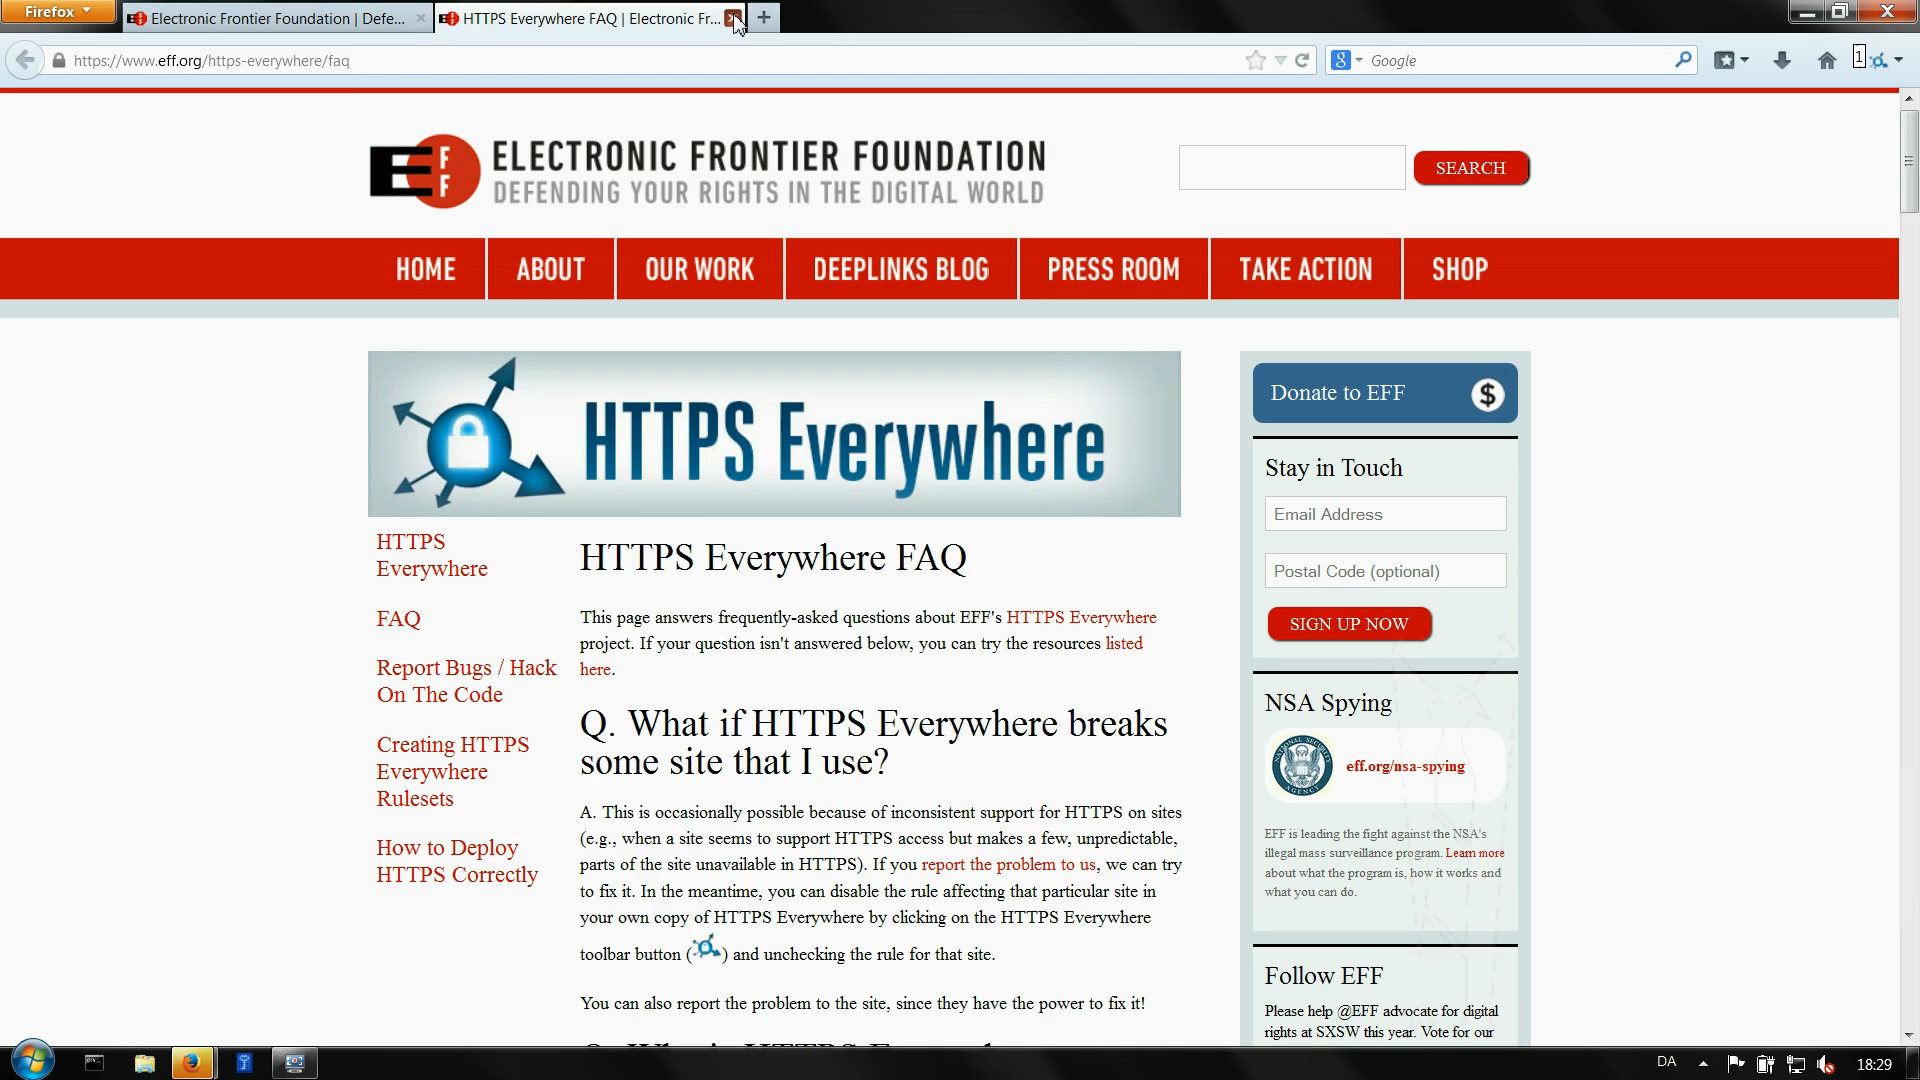 Firefox
Electronic Frontier Foundation | Defe...
HTTPS Everywhere FAQ | Electronic Fr...
https://www.eff.org/https-everywhere/faq
Google
1
EFF
ELECTRONIC FRONTIER FOUNDATION
DEFENDING YOUR RIGHTS IN THE DIGITAL WORLD
SEARCH
HOME
ABOUT
OUR WORK
DEEPLINKS BLOG
PRESS ROOM
TAKE ACTION
SHOP
HTTPS Everywhere
HTTPS
Everywhere
FAQ
Report Bugs / Hack
On The Code
Creating HTTPS
Everywhere
Rulesets
How to Deploy
HTTPS Correctly
HTTPS Everywhere FAQ
This page answers frequently-asked questions about EFF's HTTPS Everywhere
project. If your question isn't answered below, you can try the resources listed
here.
Q. What if HTTPS Everywhere breaks
some site that I use?
A. This is occasionally possible because of inconsistent support for HTTPS on sites
(e.g., when a site seems to support HTTPS access but makes a few, unpredictable,
parts of the site unavailable in HTTPS). If you report the problem to us, we can try
to fix it. In the meantime, you can disable the rule affecting that particular site in
your own copy of HTTPS Everywhere by clicking on the HTTPS Everywhere
toolbar button ( ) and unchecking the rule for that site.
You can also report the problem to the site, since they have the power to fix it!
Donate to EFF
$
Stay in Touch
Email Address
Postal Code (optional)
SIGN UP NOW
NSA Spying
eff.org/nsa-spying
EFF is leading the fight against the NSA's
illegal mass surveillance program. Learn more
about what the program is, how it works and
what you can do.
Follow EFF
Please help @EFF advocate for digital
rights at SXSW this year. Vote for our
DA
18:29